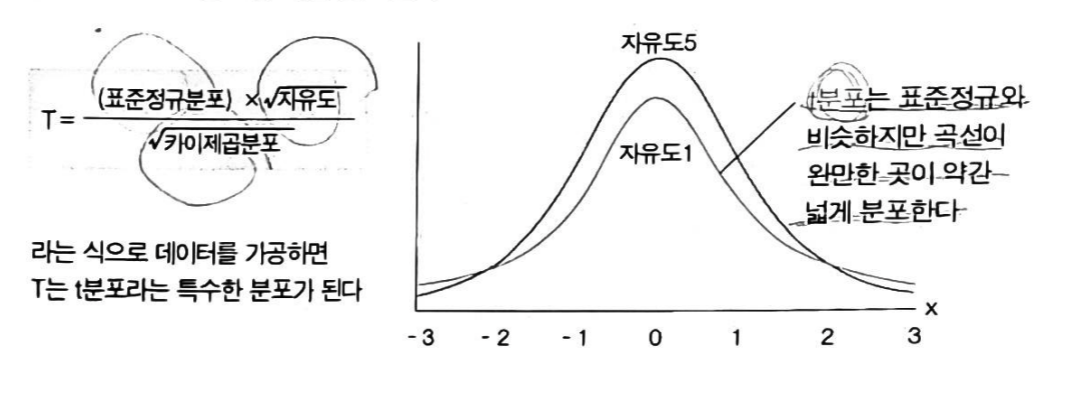 T= (표준정규분포) ×√자유도
√카이제곱분포
라는 식으로 데이터를 가공하면
T는 t분포라는 특수한 분포가 된다
자유도5
자유도1
t분포는 표준정규와
비슷하지만 곡선이
완만한 곳이 약간
넓게 분포한다
x
-3 -2 -1 0 1 2 3